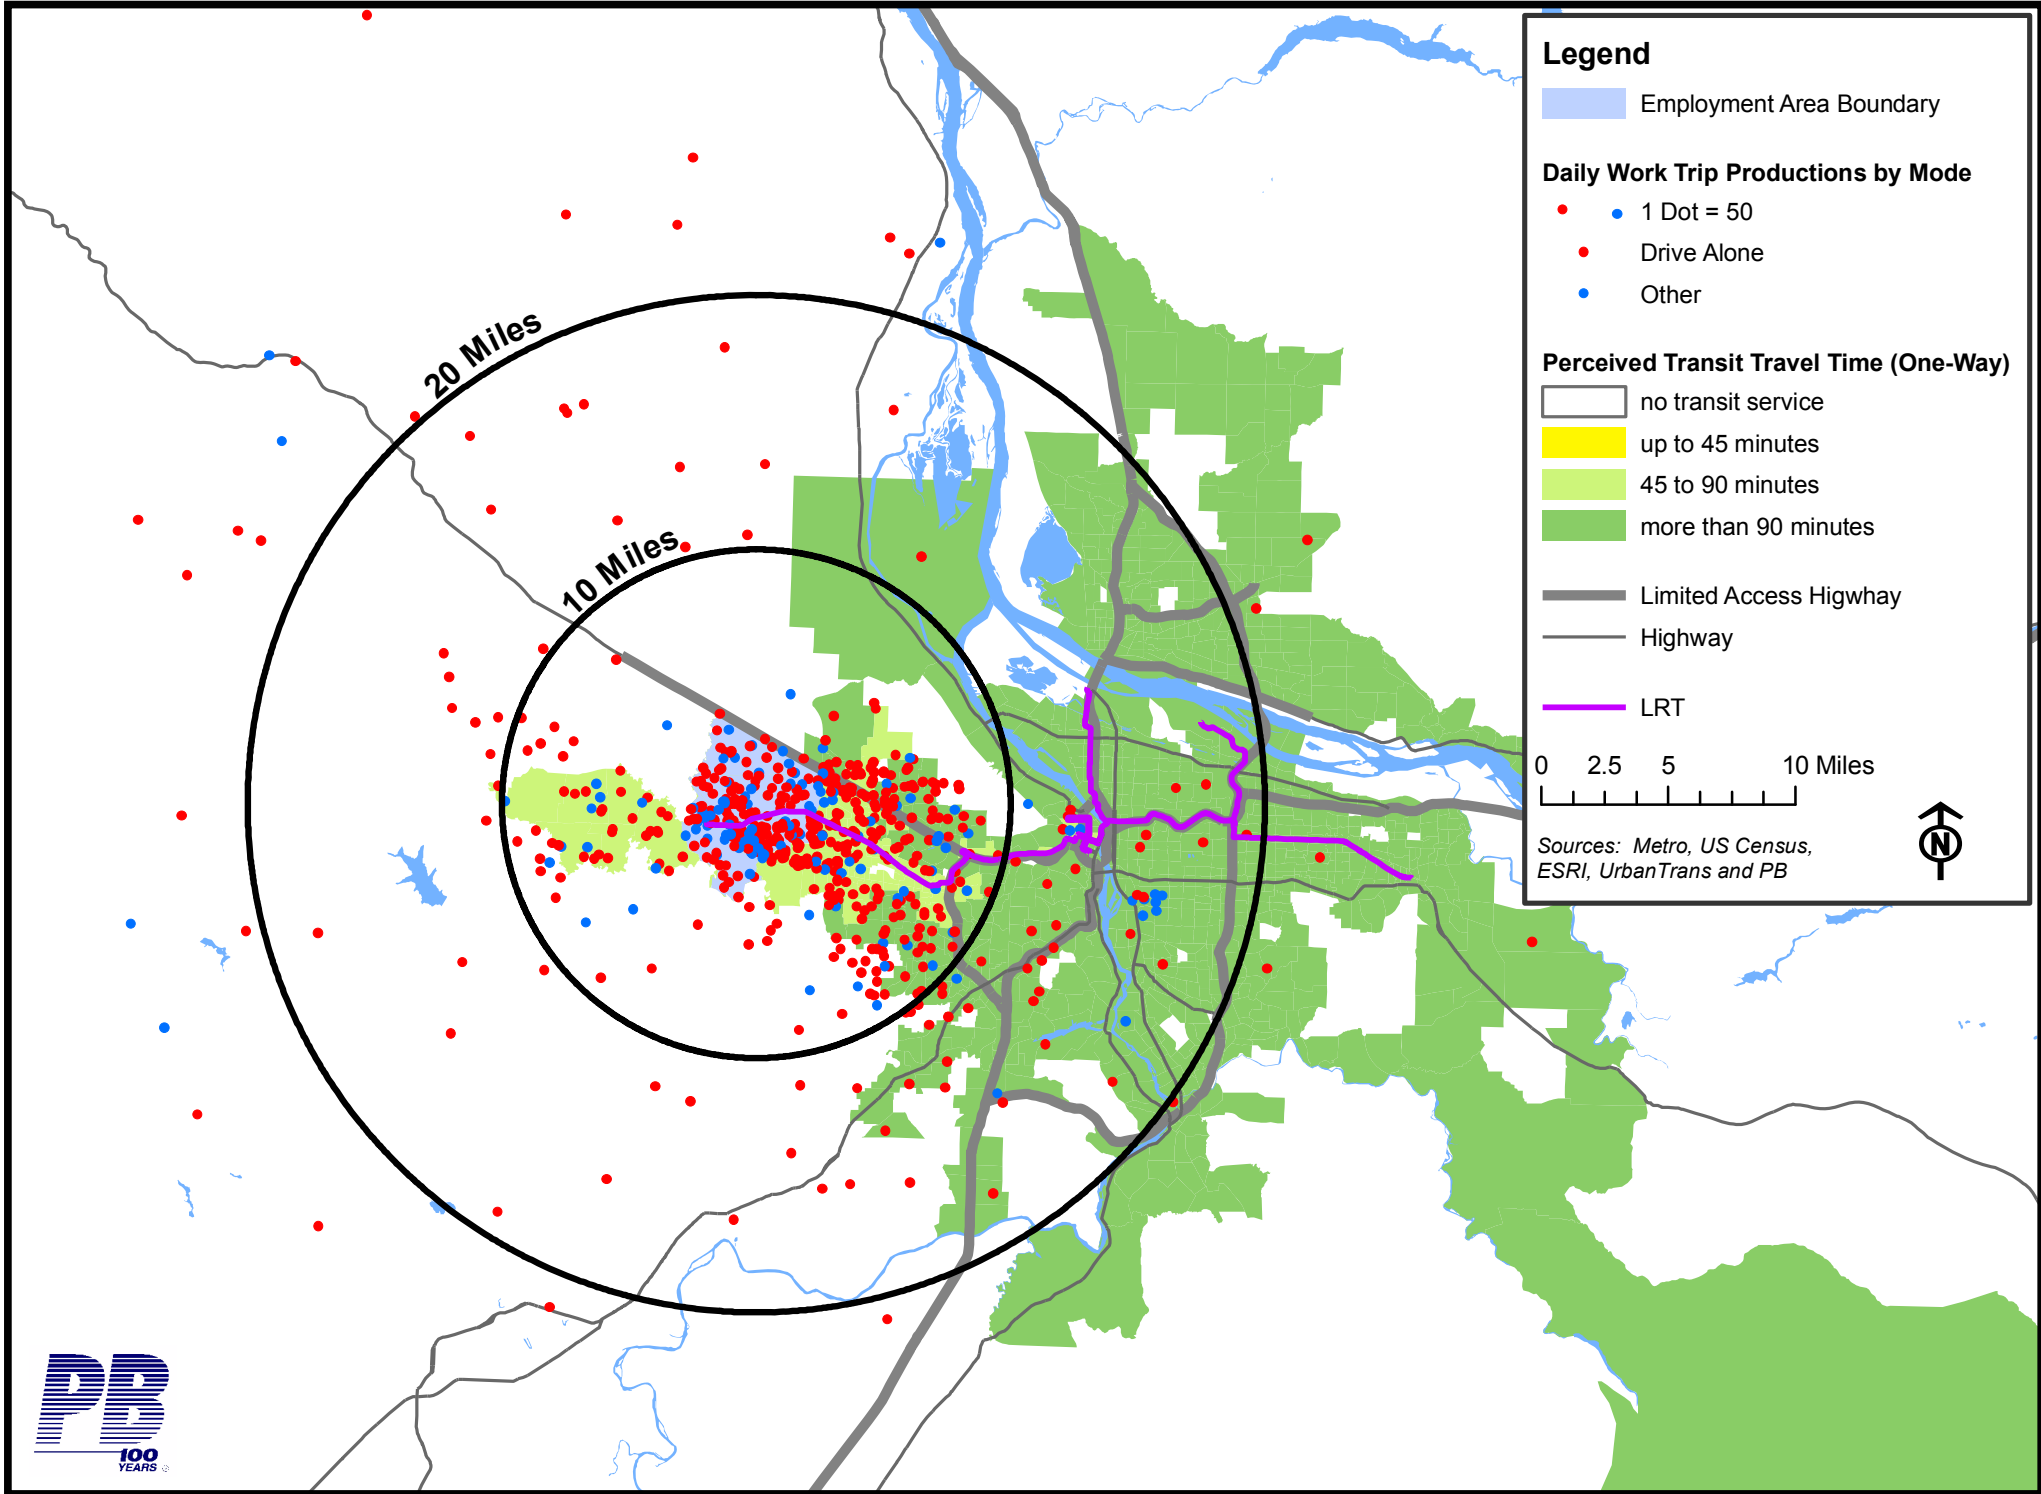 Legend
Employment Area Boundary
Daily Work Trip Productions by Mode
1 Dot = 50
Drive Alone
Other
Perceived Transit Travel Time (One-Way)
no transit service
up to 45 minutes
45 to 90 minutes
more than 90 minutes
Limited Access Higwhay
Highway
LRT
0 2.5 5 10 Miles
N
Sources: Metro, US Census,
ESRI, UrbanTrans and PB
20 Miles
10 Miles
PB
100
YEARS